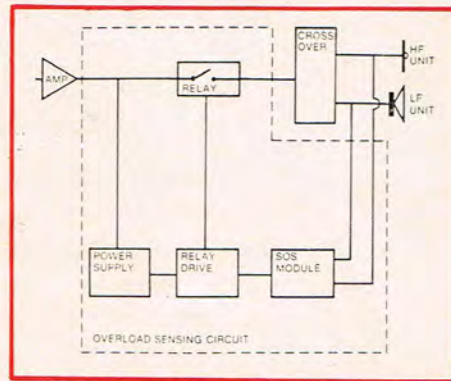 CROSS
OVER
HF
UNIT
AMP.
RELAY
LF
UNIT
POWER
SUPPLY
RELAY
DRIVE
SOS
MODULE
OVERLOAD SENSING CIRCUIT